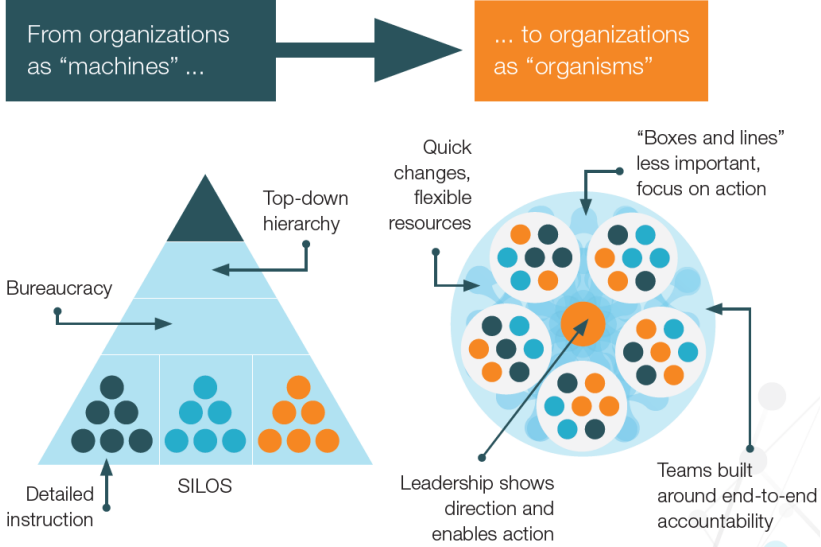 From organizations
as “machines” ...
... to organizations
as “organisms”
Top-down
hierarchy
Bureaucracy
Detailed
instruction
SILOS
Quick
changes,
flexible
resources
“Boxes and lines”
less important,
focus on action
Leadership shows
direction and
enables action
Teams built
around end-to-end
accountability